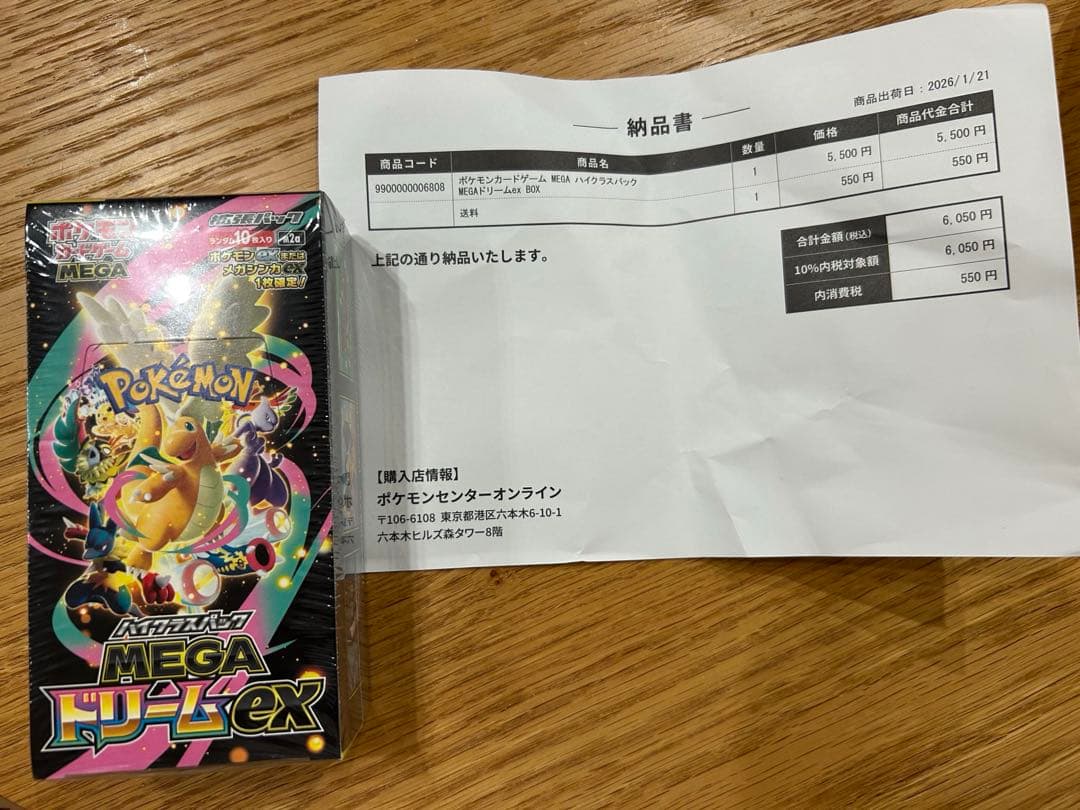 ポケモン
カードゲーム
MEGA
拡張パック
ランダム10枚入り m2a
ポケモンexまたは
メガシンカex
1枚確定!
POKéMON
ハイクラスパック
MEGA
ドリームex
商品出荷日：2026/1/21
納品書
商品コード 商品名 数量 価格 商品代金合計
9900000006808 ポケモンカードゲーム MEGA ハイクラスパック 1 5,500 円 5,500 円
MEGAドリームex BOX
送料 1 550 円 550 円
合計金額(税込) 6,050 円
10%内税対象額 6,050 円
内消費税 550 円
上記の通り納品いたします。
【購入店情報】
ポケモンセンターオンライン
〒106-6108 東京都港区六本木6-10-1
六本木ヒルズ森タワー8階